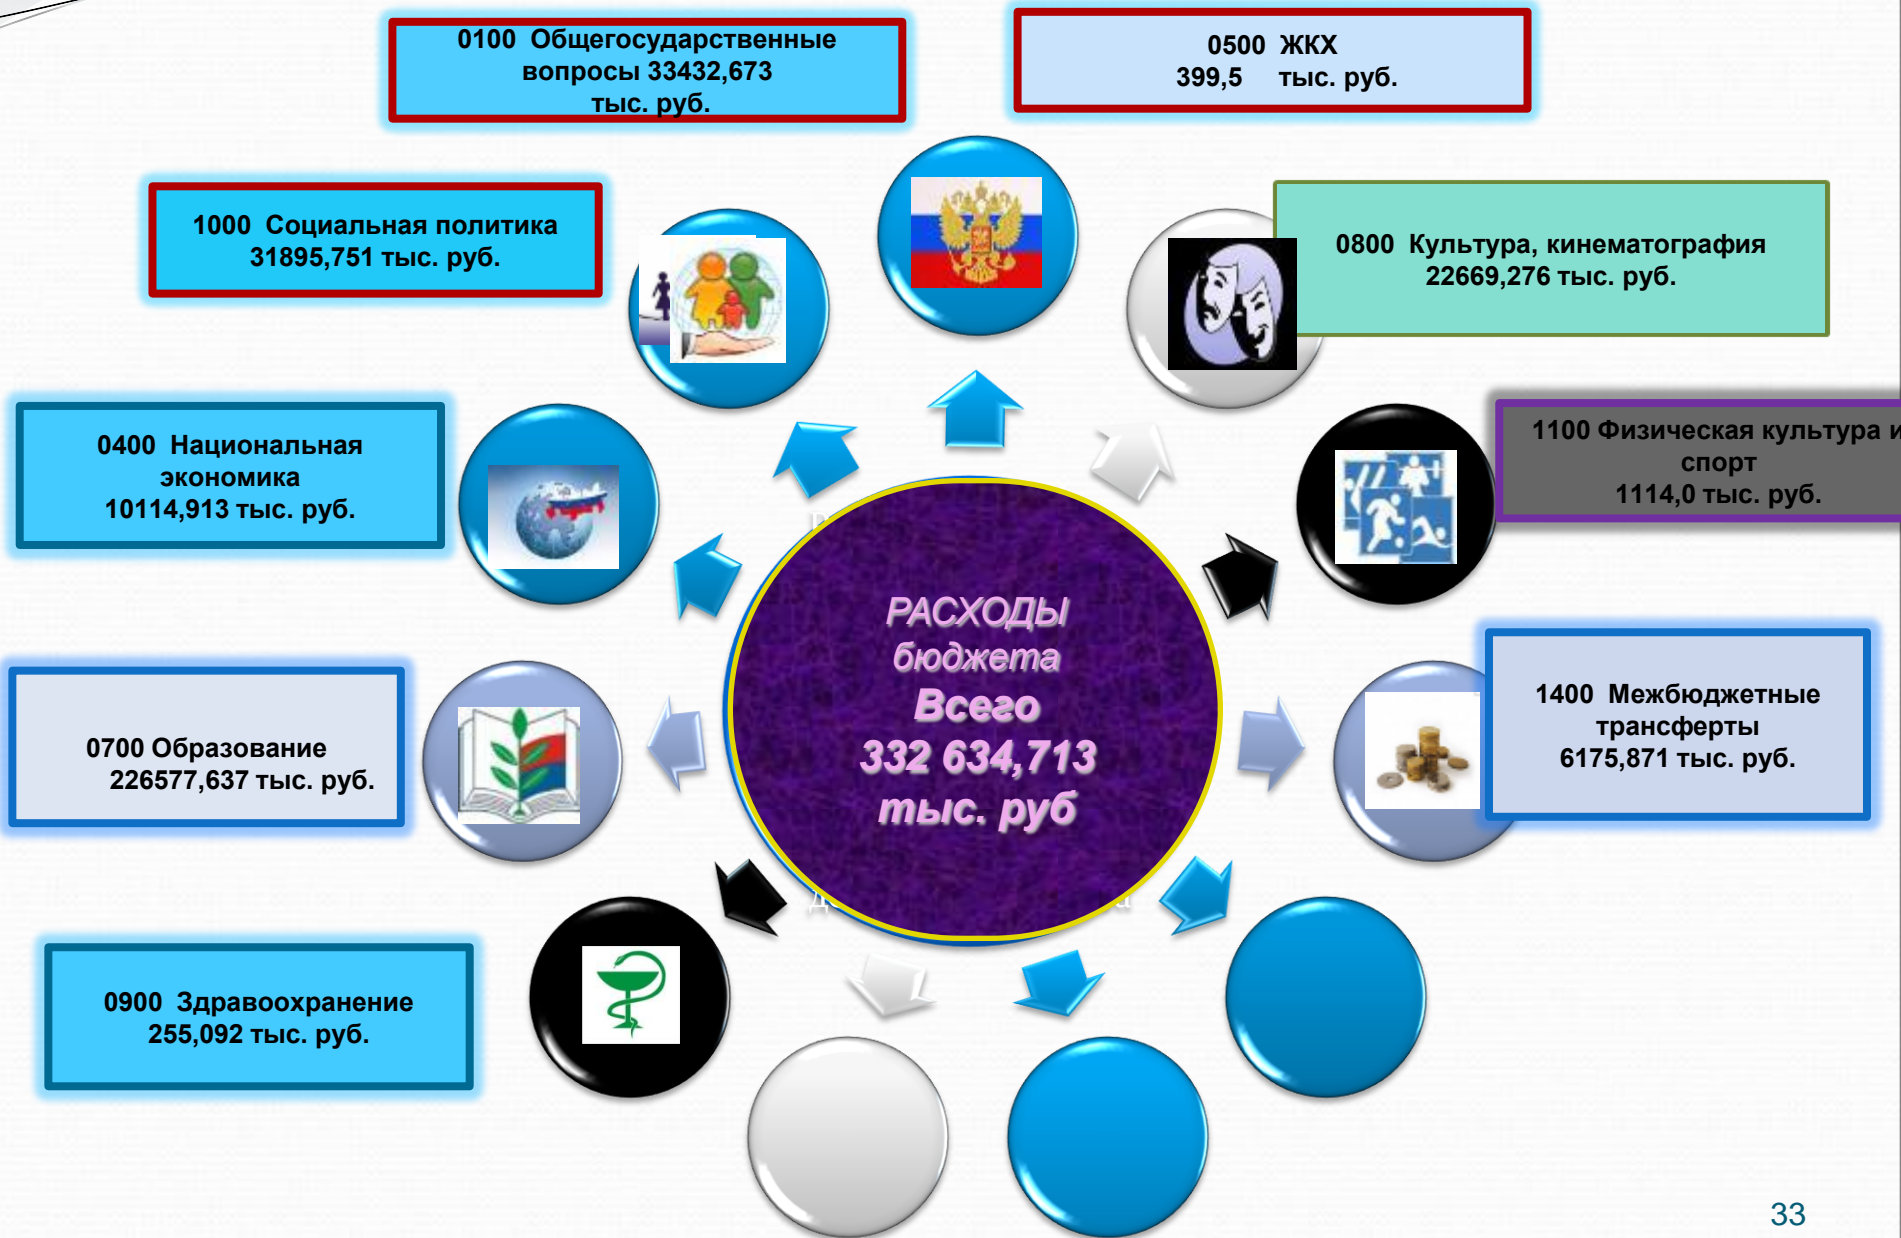 0100 Общегосударственные
вопросы 33432,673
тыс. руб.
0500 ЖКХ
399,5 тыс. руб.
1000 Социальная политика
31895,751 тыс. руб.
0800 Культура, кинематография
22669,276 тыс. руб.
0400 Национальная
экономика
10114,913 тыс. руб.
1100 Физическая культура и
спорт
1114,0 тыс. руб.
РАСХОДЫ
бюджета
Всего
332 634,713
тыс. руб
0700 Образование
226577,637 тыс. руб.
1400 Межбюджетные
трансферты
6175,871 тыс. руб.
0900 Здравоохранение
255,092 тыс. руб.
33